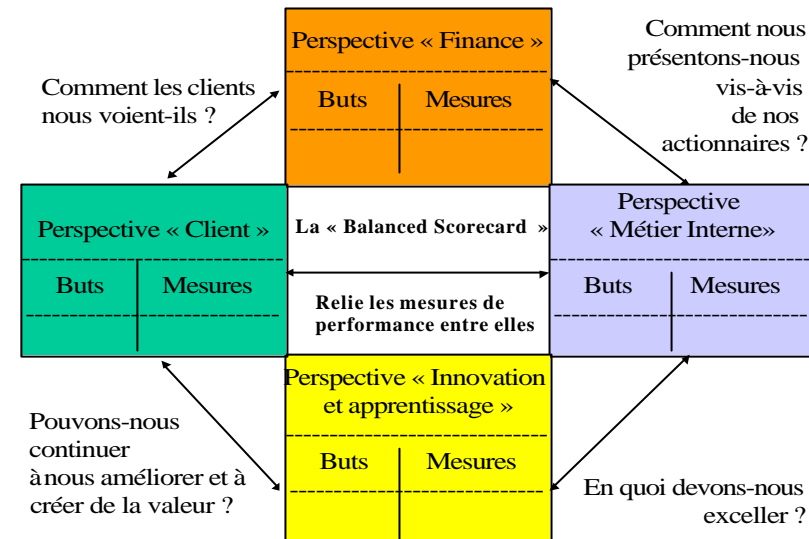 Perspective « Finance »
Buts Mesures
Comment les clients
nous voient-ils ?
Comment nous
présentons-nous
vis-à-vis
de nos
actionnaires ?
Perspective « Client »
Buts Mesures
La « Balanced Scorecard »
Relie les mesures de
performance entre elles
Perspective
« Métier Interne»
Buts Mesures
Perspective « Innovation
et apprentissage »
Buts Mesures
Pouvons-nous
continuer
à nous améliorer et à
créer de la valeur ?
En quoi devons-nous
exceller ?